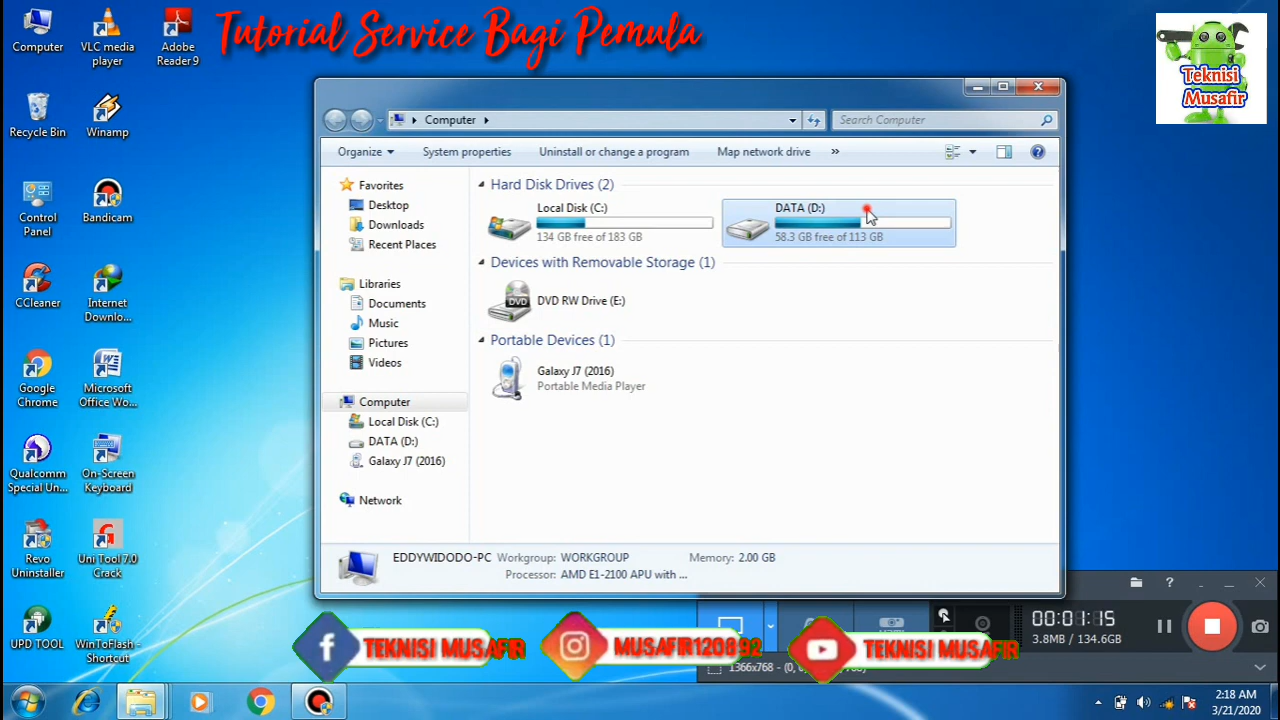 Tutorial Service Bagi Pemula
Teknisi
Musafir
Computer
VLC media
player
Adobe
Reader 9
Recycle Bin
Winamp
Control
Panel
Bandicam
CCleaner
Internet
Downlo...
Google
Chrome
Microsoft
Office Wo...
Qualcomm
Special Un...
On-Screen
Keyboard
Revo
Uninstaller
Uni Tool 7.0
Crack
UPD TOOL
WinToFlash -
Shortcut
Computer
Search Computer
Organize
System properties
Uninstall or change a program
Map network drive
»
Favorites
Desktop
Downloads
Recent Places
Libraries
Documents
Music
Pictures
Videos
Computer
Local Disk (C:)
DATA (D:)
Galaxy J7 (2016)
Network
Hard Disk Drives (2)
Local Disk (C:)
134 GB free of 183 GB
DATA (D:)
58.3 GB free of 113 GB
Devices with Removable Storage (1)
DVD
DVD RW Drive (E:)
Portable Devices (1)
Galaxy J7 (2016)
Portable Media Player
EDDYWIDODO-PC
Workgroup: WORKGROUP
Memory: 2.00 GB
Processor: AMD E1-2100 APU with ...
00:01:15
3.8MB / 134.6GB
TEKNISI MUSAFIR
MUSAFIR120892
TEKNISI MUSAFIR
1366x768 - (0,
2:18 AM
3/21/2020